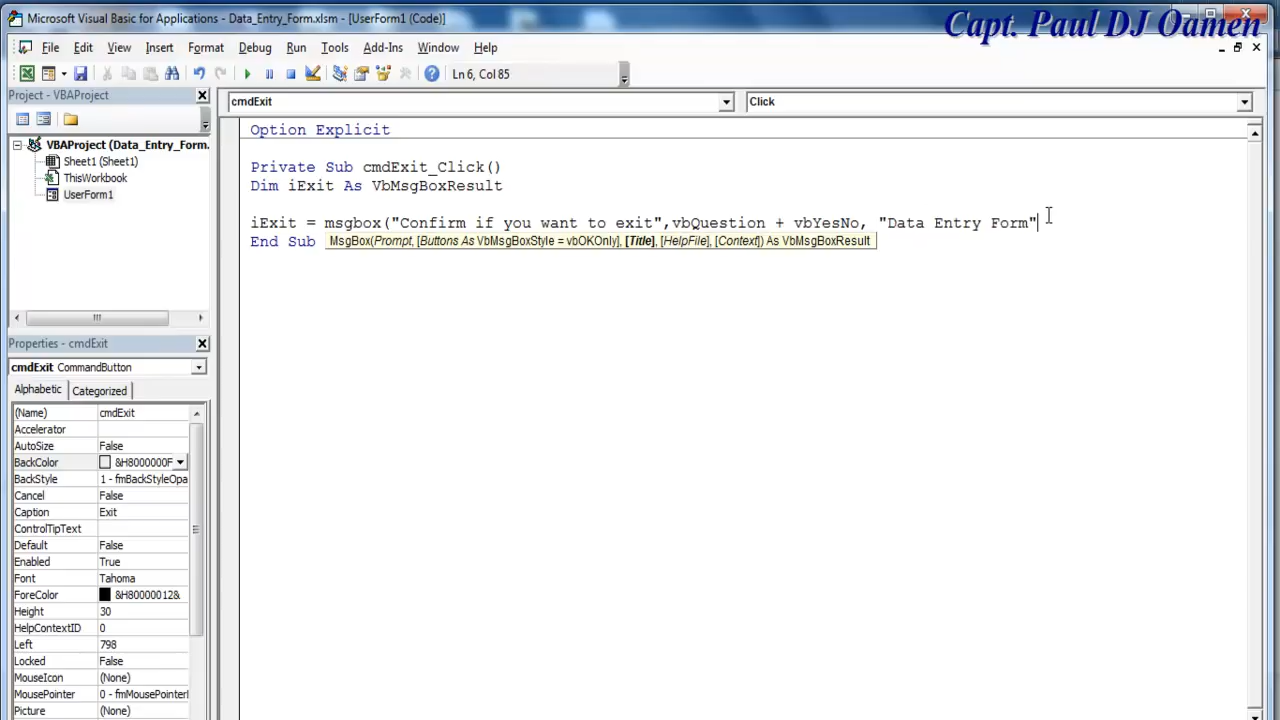 Microsoft Visual Basic for Applications - Data_Entry_Form.xlsm - [UserForm1 (Code)]
Capt. Paul DJ Oamen
File Edit View Insert Format Debug Run Tools Add-Ins Window Help
Ln 6, Col 85
Project - VBAProject
cmdExit Click
VBAProject (Data_Entry_Form.
Sheet1 (Sheet1)
ThisWorkbook
UserForm1
Option Explicit
Private Sub cmdExit_Click()
Dim iExit As VbMsgBoxResult
iExit = msgbox("Confirm if you want to exit",vbQuestion + vbYesNo, "Data Entry Form"
End Sub
MsgBox(Prompt, [Buttons As VbMsgBoxStyle = vbOKOnly], [Title], [HelpFile], [Context]) As VbMsgBoxResult
Properties - cmdExit
cmdExit CommandButton
Alphabetic Categorized
(Name) cmdExit
Accelerator
AutoSize False
BackColor &H8000000F
BackStyle 1 - fmBackStyleOpa
Cancel False
Caption Exit
ControlTipText
Default False
Enabled True
Font Tahoma
ForeColor &H80000012&
Height 30
HelpContextID 0
Left 798
Locked False
MouseIcon (None)
MousePointer 0 - fmMousePointer
Picture (None)